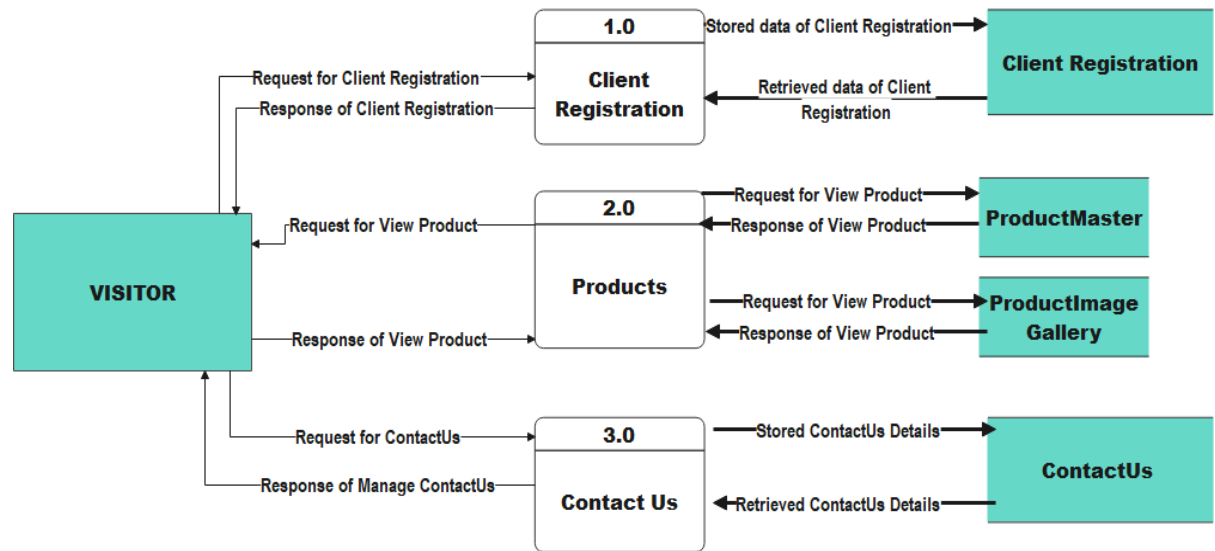 1.0
Client
Registration
Stored data of Client Registration
Retrieved data of Client
Registration
Client Registration
Request for Client Registration
Response of Client Registration
VISITOR
2.0
Products
Request for View Product
Response of View Product
Request for View Product
Response of View Product
ProductMaster
Request for View Product
Response of View Product
ProductImage
Gallery
3.0
Contact Us
Request for ContactUs
Response of Manage ContactUs
Stored ContactUs Details
Retrieved ContactUs Details
ContactUs